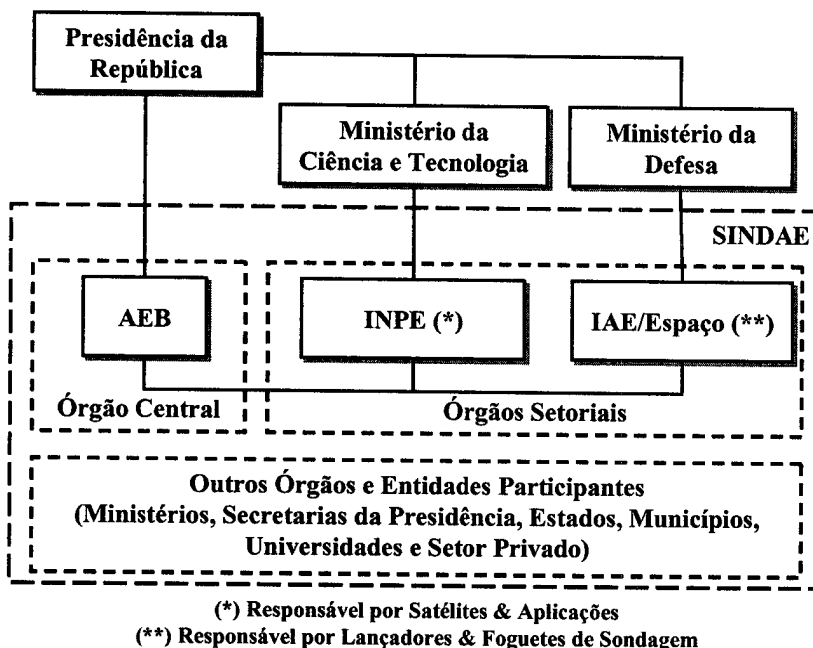 Presidência da
República
Ministério da
Ciência e Tecnologia
Ministério da
Defesa
SINDAE
AEB
INPE (*)
IAE/Espaço (**)
Órgão Central
Órgãos Setoriais
Outros Órgãos e Entidades Participantes
(Ministérios, Secretarias da Presidência, Estados, Municípios,
Universidades e Setor Privado)
(*) Responsável por Satélites & Aplicações
(**) Responsável por Lançadores & Foguetes de Sondagem